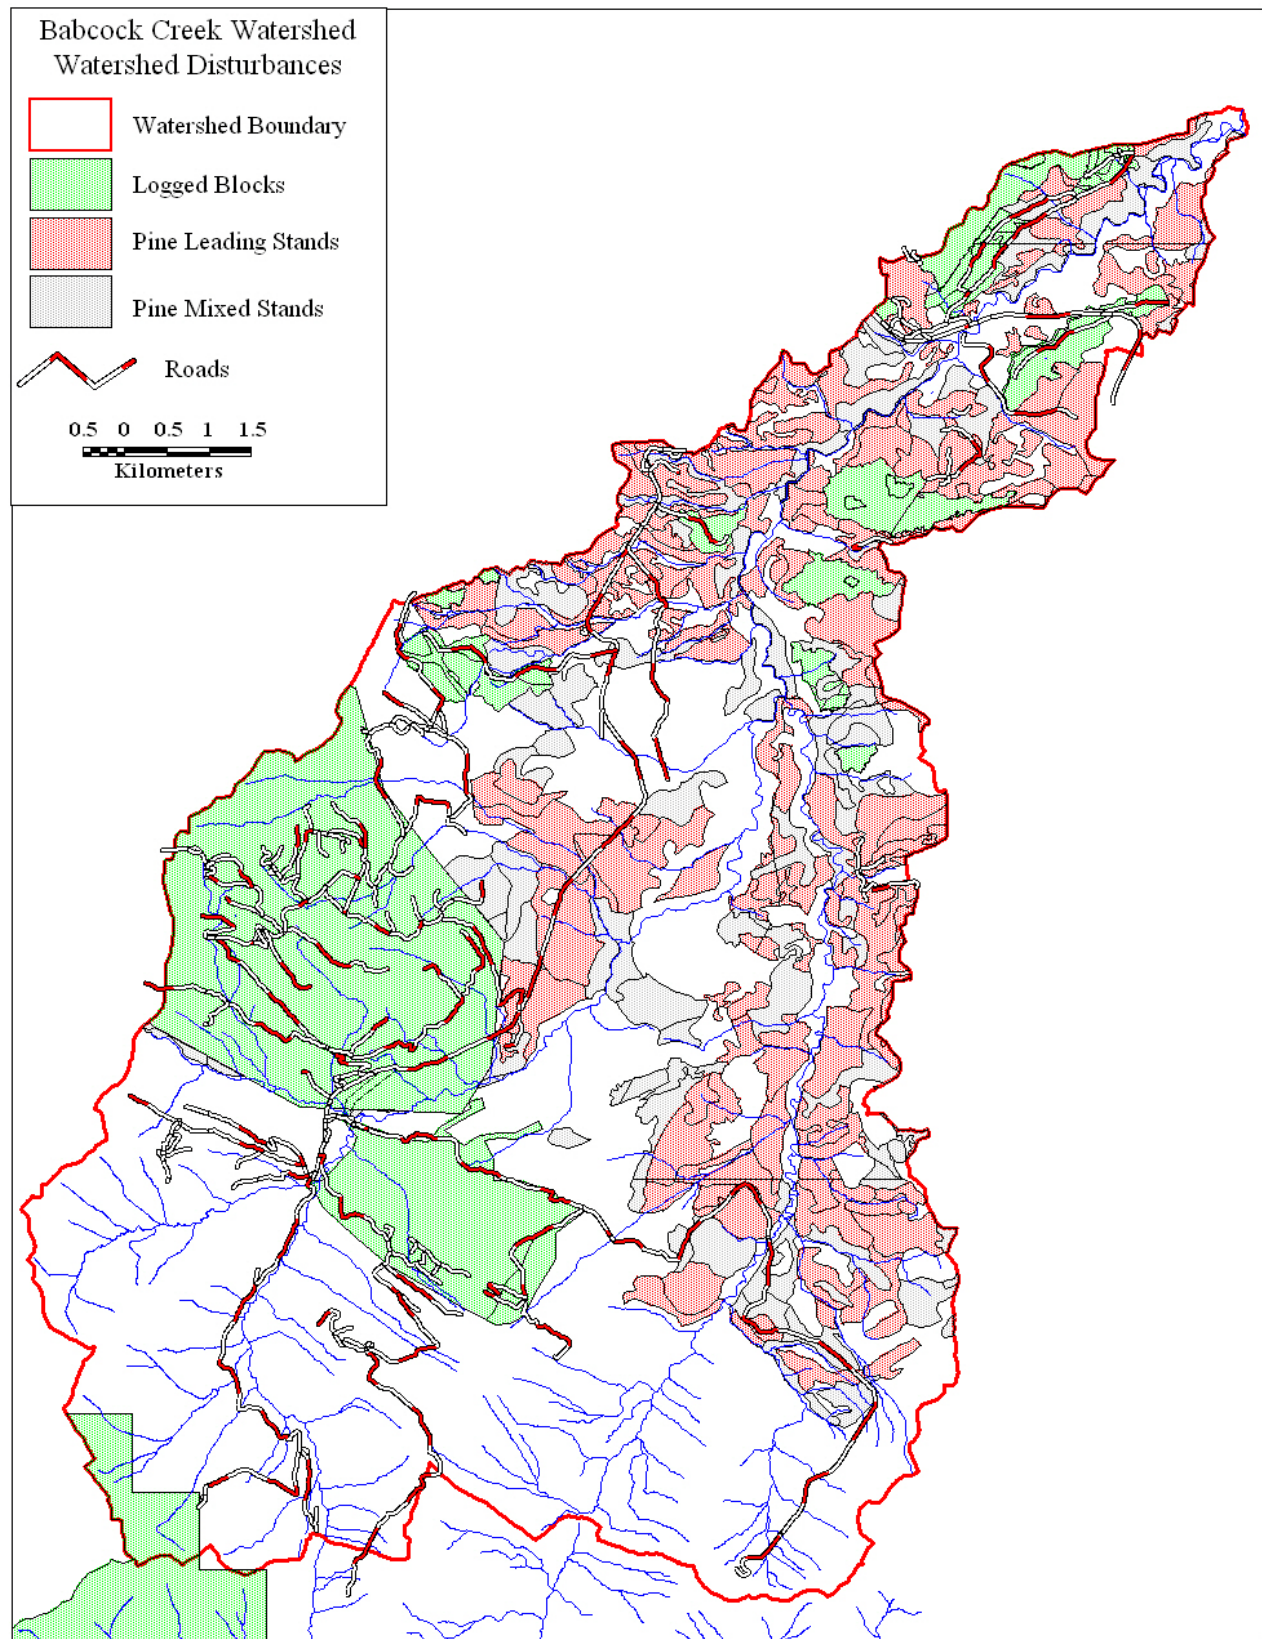 Babcock Creek Watershed
Watershed Disturbances
Watershed Boundary
Logged Blocks
Pine Leading Stands
Pine Mixed Stands
Roads
0.5 0 0.5 1 1.5
Kilometers